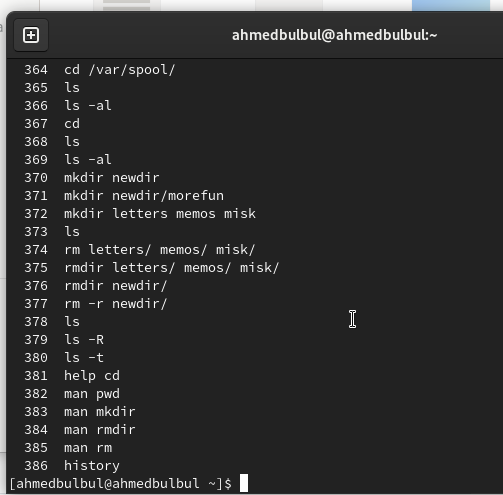 ahmedbulbul@ahmedbulbul:~
364 cd /var/spool/
365 ls
366 ls -al
367 cd
368 ls
369 ls -al
370 mkdir newdir
371 mkdir newdir/morefun
372 mkdir letters memos misk
373 ls
374 rm letters/ memos/ misk/
375 rmdir letters/ memos/ misk/
376 rmdir newdir/
377 rm -r newdir/
378 ls
379 ls -R
380 ls -t
381 help cd
382 man pwd
383 man mkdir
384 man rmdir
385 man rm
386 history
[ahmedbulbul@ahmedbulbul ~]$